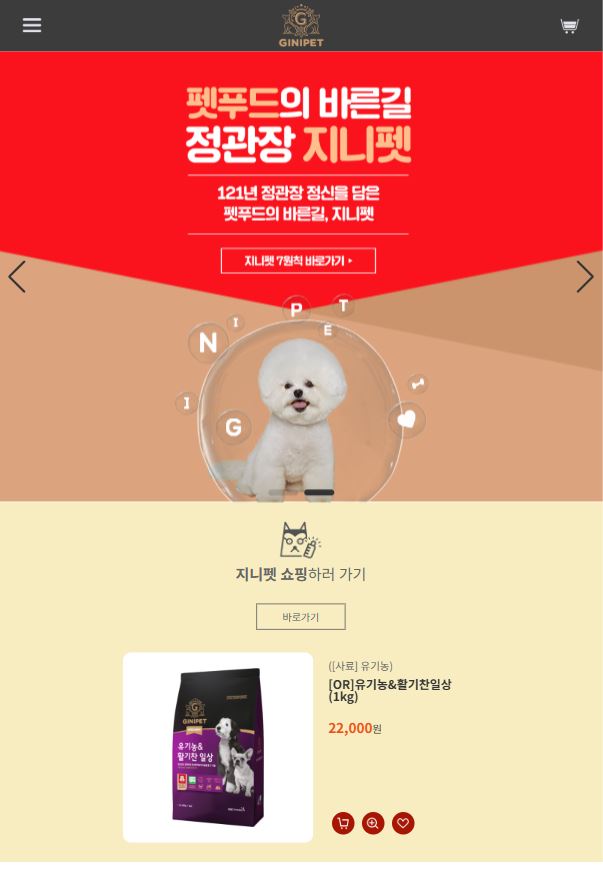 GINIPET
펫푸드의 바른길
정관장 지니펫
121년 정관장 정신을 담은
펫푸드의 바른길, 지니펫
지니펫 7원칙 바로가기 ▸
G I N I P E T
지니펫 쇼핑하러 가기
바로가기
([사료] 유기농)
[OR]유기농&활기찬일상
(1kg)
22,000원
G
GINIPET
유기농&
활기찬 일상